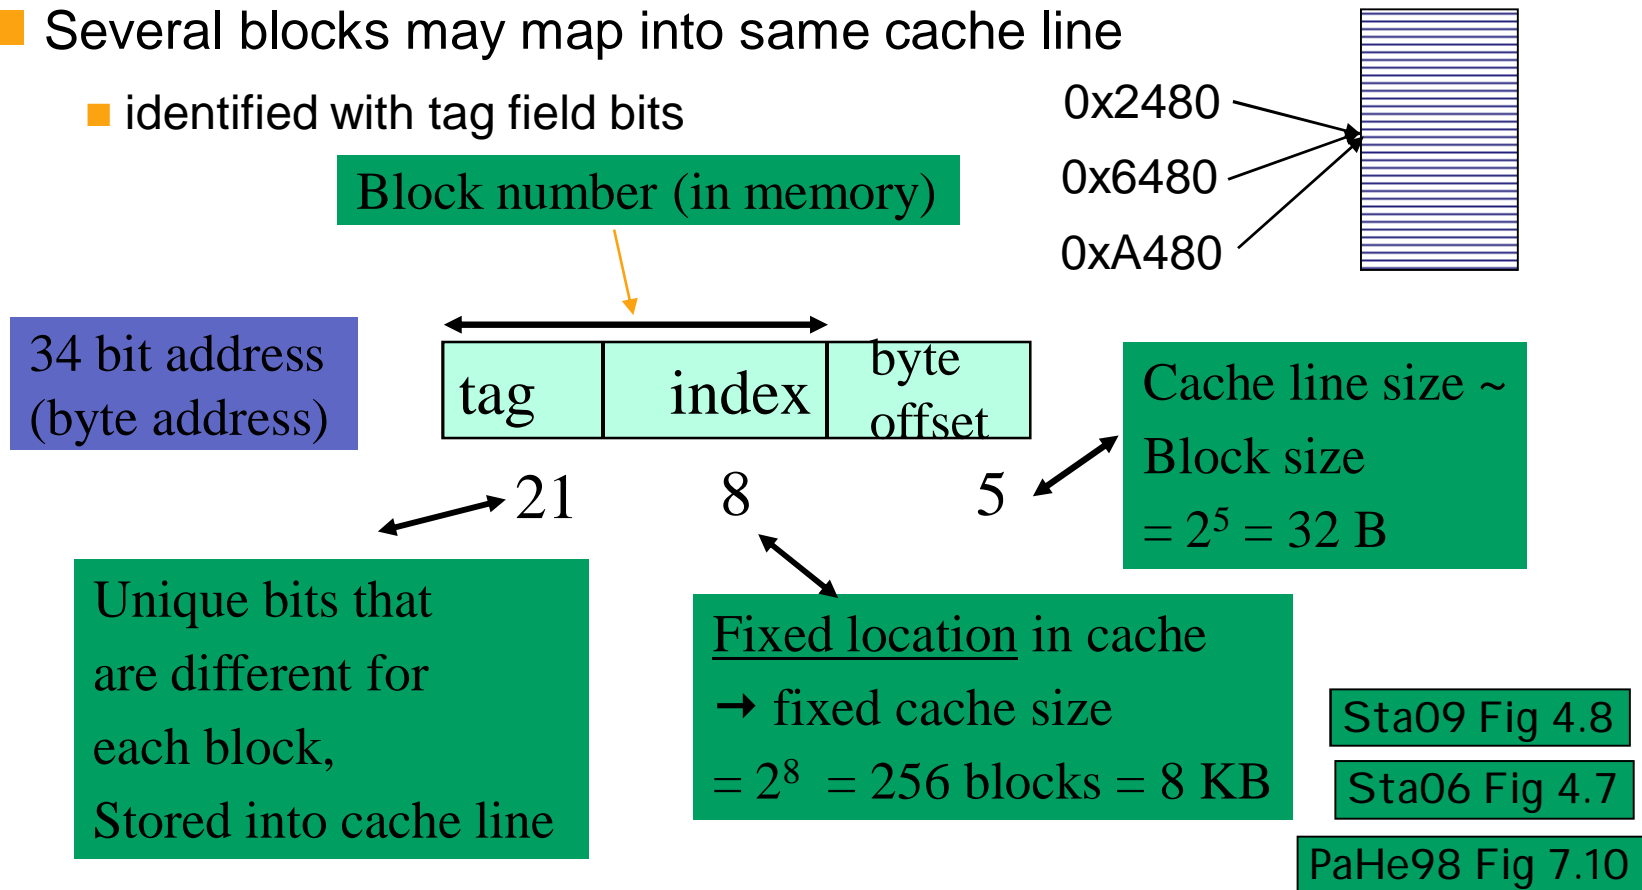 Several blocks may map into same cache line
identified with tag field bits
0x2480
0x6480
0xA480
Block number (in memory)
34 bit address
(byte address)
tag
index
byte
offset
21
8
5
Cache line size ~
Block size
= 2⁵ = 32 B
Unique bits that
are different for
each block,
Stored into cache line
Fixed location in cache
→ fixed cache size
= 2⁸ = 256 blocks = 8 KB
Sta09 Fig 4.8
Sta06 Fig 4.7
PaHe98 Fig 7.10